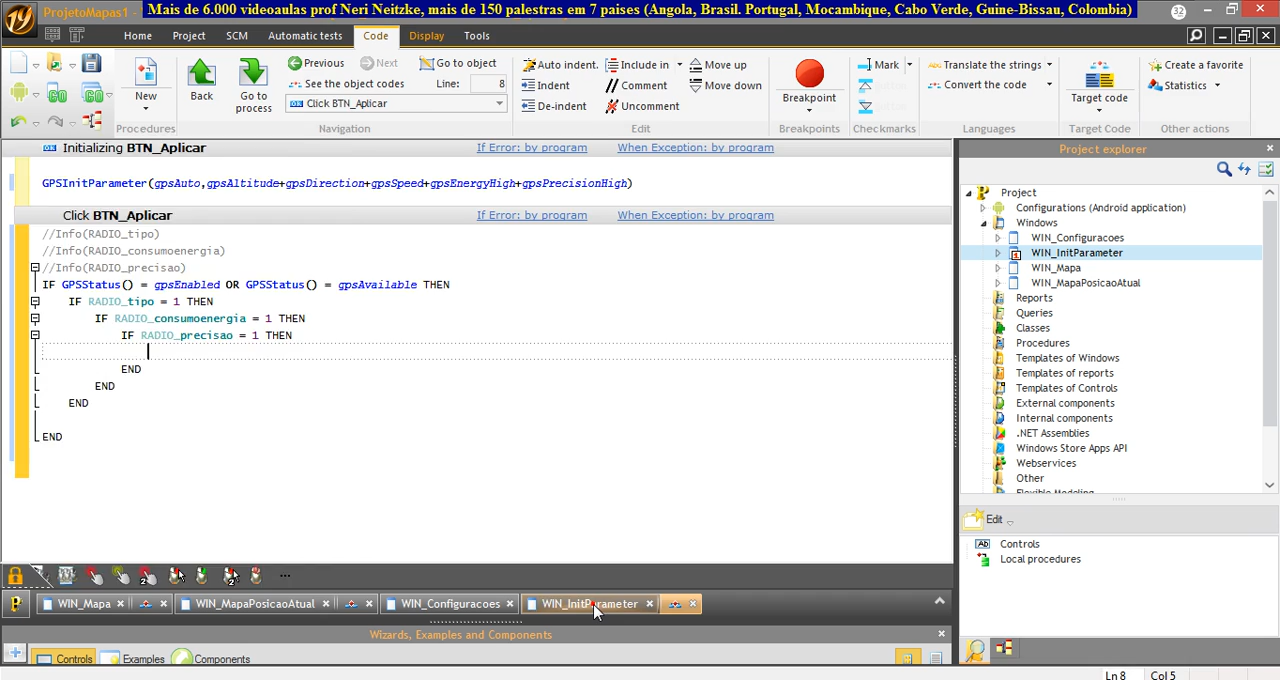 ProjetoMapas1 -
Mais de 6.000 videoaulas prof Neri Neitzke, mais de 150 palestras em 7 paises (Angola, Brasil. Portugal, Mocambique, Cabo Verde, Guine-Bissau, Colombia)
32
19
Home Project SCM Automatic tests Code Display Tools
Previous Next Go to object
See the object codes Line: 8
Click BTN_Aplicar
New
Back
Go to process
Auto indent. Include in Move up
Indent Comment Move down
De-indent Uncomment
Breakpoint
Mark
Translate the strings
Convert the code
Target code
Create a favorite
Statistics
Procedures Navigation Edit Breakpoints Checkmarks Languages Target Code Other actions
Initializing BTN_Aplicar If Error: by program When Exception: by program
GPSInitParameter(gpsAuto,gpsAltitude+gpsDirection+gpsSpeed+gpsEnergyHigh+gpsPrecisionHigh)
Click BTN_Aplicar If Error: by program When Exception: by program
//Info(RADIO_tipo)
//Info(RADIO_consumoenergia)
//Info(RADIO_precisao)
IF GPSStatus() = gpsEnabled OR GPSStatus() = gpsAvailable THEN
IF RADIO_tipo = 1 THEN
IF RADIO_consumoenergia = 1 THEN
IF RADIO_precisao = 1 THEN
END
END
END
END
Project explorer
Project
Configurations (Android application)
Windows
WIN_Configuracoes
WIN_InitParameter
WIN_Mapa
WIN_MapaPosicaoAtual
Reports
Queries
Classes
Procedures
Templates of Windows
Templates of reports
Templates of Controls
External components
Internal components
.NET Assemblies
Windows Store Apps API
Webservices
Other
Flexible Modeling
Edit
Controls
Local procedures
WIN_Mapa WIN_MapaPosicaoAtual WIN_Configuracoes WIN_InitParameter
Wizards, Examples and Components
Controls Examples Components
Ln 8 Col 5